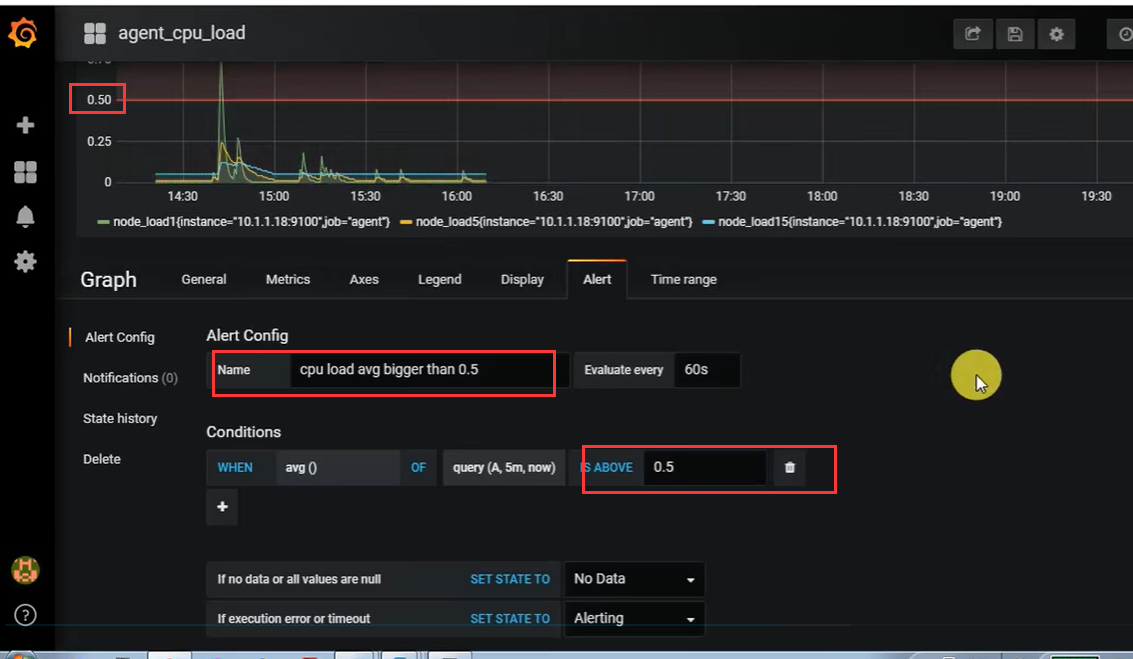 agent_cpu_load
0.50
0.25
0
14:30 15:00 15:30 16:00 16:30 17:00 17:30 18:00 18:30 19:00 19:30
node_load1{instance="10.1.1.18:9100",job="agent"} node_load5{instance="10.1.1.18:9100",job="agent"} node_load15{instance="10.1.1.18:9100",job="agent"}
Graph General Metrics Axes Legend Display Alert Time range
Alert Config
Notifications (0)
State history
Delete
Alert Config
Name cpu load avg bigger than 0.5 Evaluate every 60s
Conditions
WHEN avg () OF query (A, 5m, now) IS ABOVE 0.5
If no data or all values are null SET STATE TO No Data
If execution error or timeout SET STATE TO Alerting